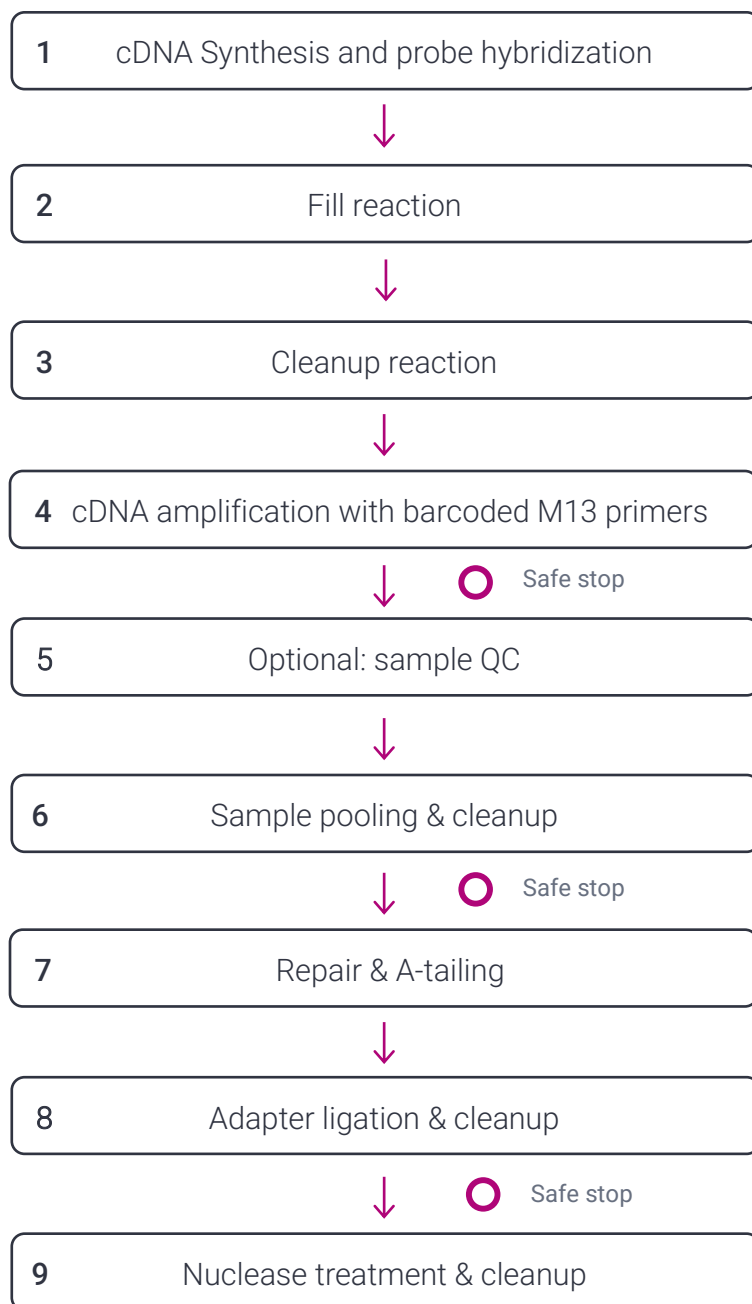 1 cDNA Synthesis and probe hybridization
2 Fill reaction
3 Cleanup reaction
4 cDNA amplification with barcoded M13 primers
Safe stop
5 Optional: sample QC
6 Sample pooling & cleanup
Safe stop
7 Repair & A-tailing
8 Adapter ligation & cleanup
Safe stop
9 Nuclease treatment & cleanup